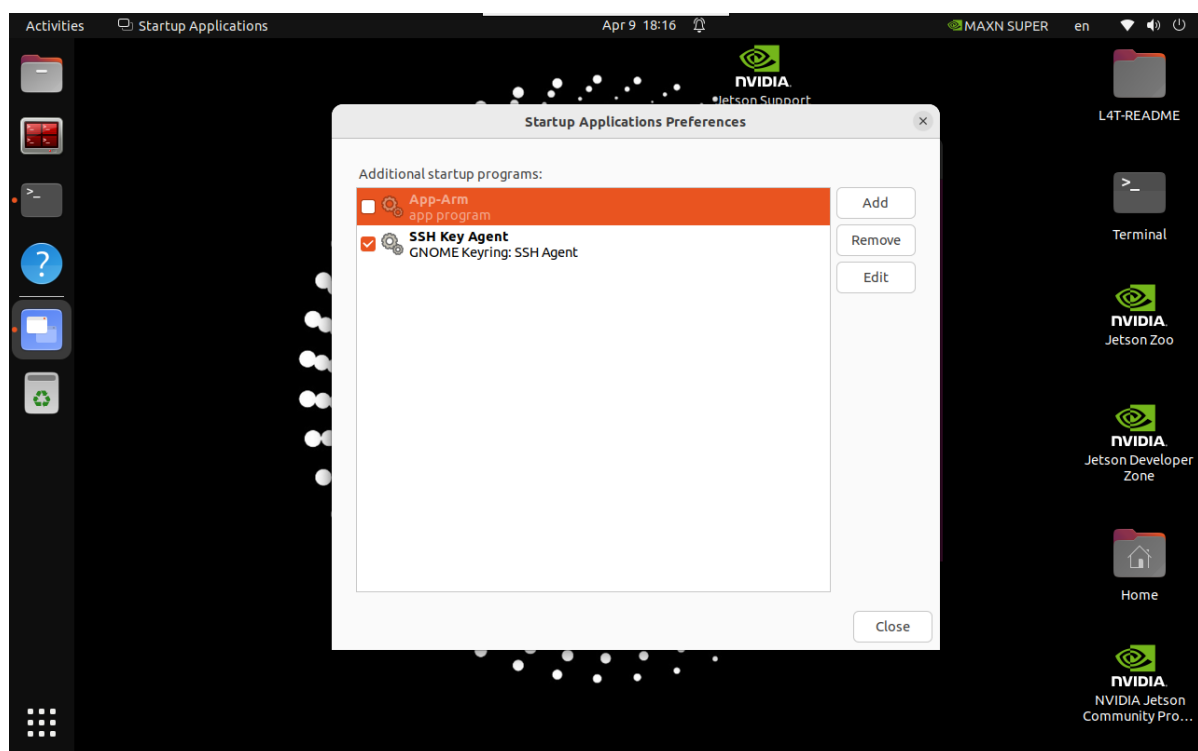 Activities
Startup Applications
Apr 9 18:16
MAXN SUPER
en
NVIDIA.
Jetson Support
L4T-README
Startup Applications Preferences
Additional startup programs:
App-Arm
app program
SSH Key Agent
GNOME Keyring: SSH Agent
Add
Remove
Edit
Close
>_
>_
?
Terminal
NVIDIA.
Jetson Zoo
NVIDIA.
Jetson Developer
Zone
Home
NVIDIA.
NVIDIA Jetson
Community Pro...